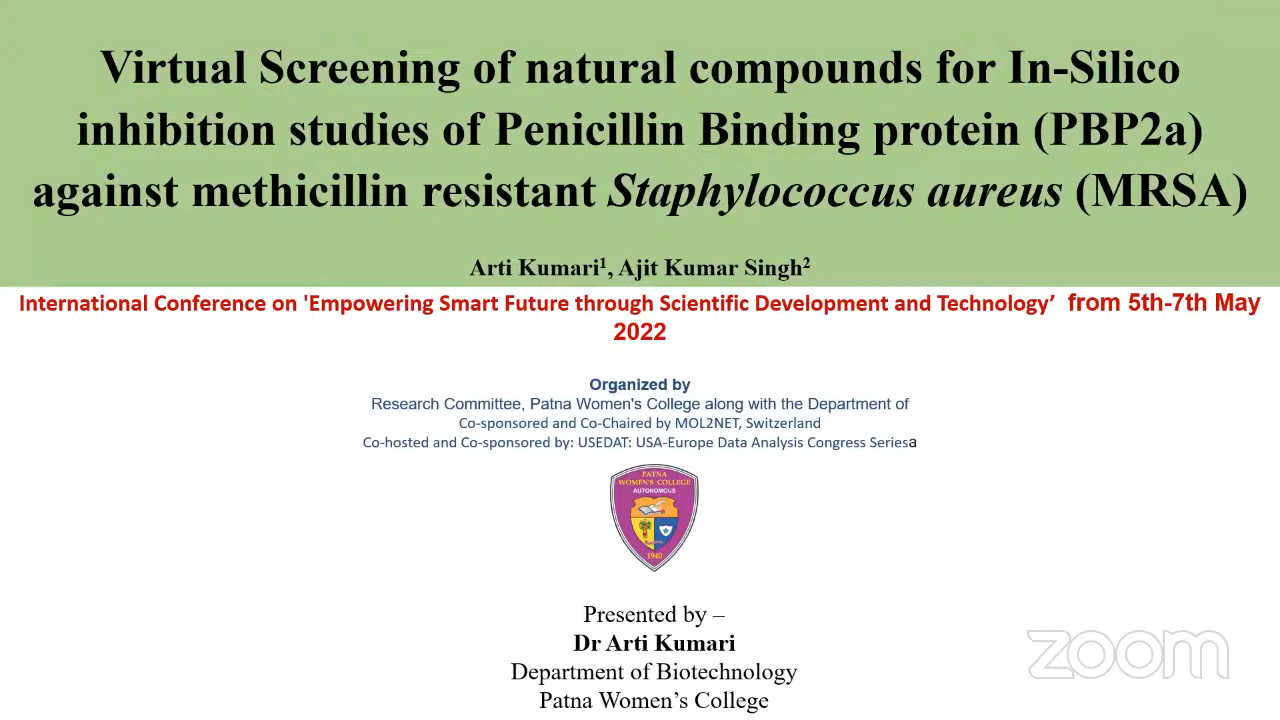 Virtual Screening of natural compounds for In-Silico
inhibition studies of Penicillin Binding protein (PBP2a)
against methicillin resistant Staphylococcus aureus (MRSA)
Arti Kumari¹, Ajit Kumar Singh²
International Conference on 'Empowering Smart Future through Scientific Development and Technology’ from 5th-7th May
2022
Organized by
Research Committee, Patna Women's College along with the Department of
Co-sponsored and Co-Chaired by MOL2NET, Switzerland
Co-hosted and Co-sponsored by: USEDAT: USA-Europe Data Analysis Congress Seriesa
PATNA
WOMEN'S COLLEGE
AUTONOMOUS
1940
Presented by –
Dr Arti Kumari
Department of Biotechnology
Patna Women’s College
zoom